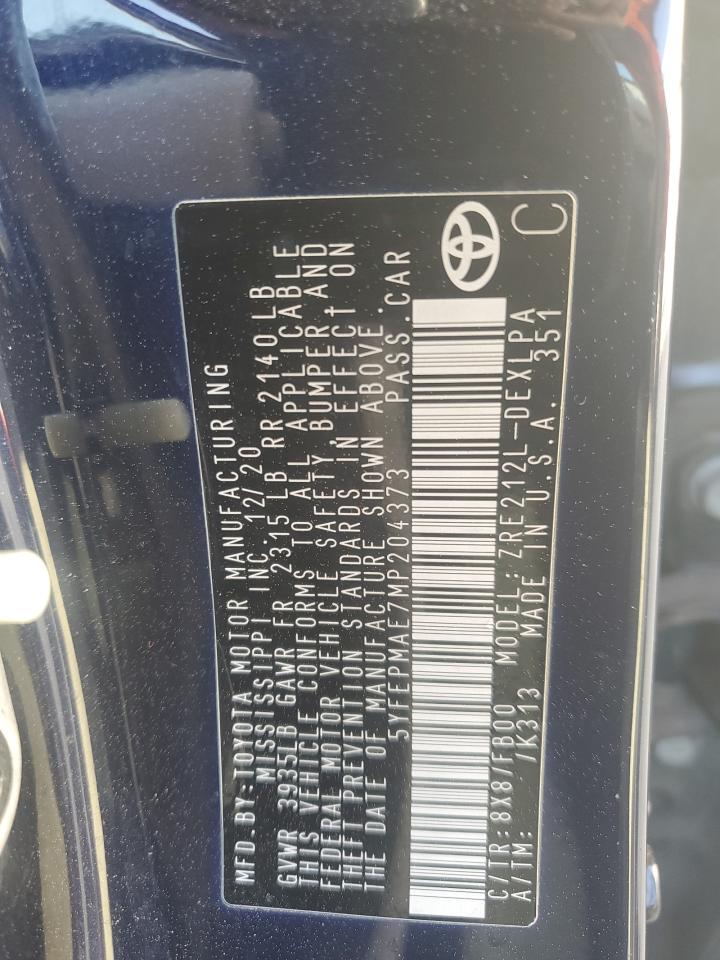 MFD.BY:TOYOTA MOTOR MANUFACTURING
MISSISSIPPI INC. 12/20
GVWR 3935LB GAWR FR 2315 LB RR 2140 LB
THIS VEHICLE CONFORMS TO ALL APPLICABLE
FEDERAL MOTOR VEHICLE SAFETY, BUMPER, AND
THEFT PREVENTION STANDARDS IN EFFECT ON
THE DATE OF MANUFACTURE SHOWN ABOVE.
5YFEPMAE7MP204373 PASS.CAR
C/TR:8X8/FB00 MODEL:ZRE212L-DEXLPA
A/TM: /K313 MADE IN U.S.A. 351
C